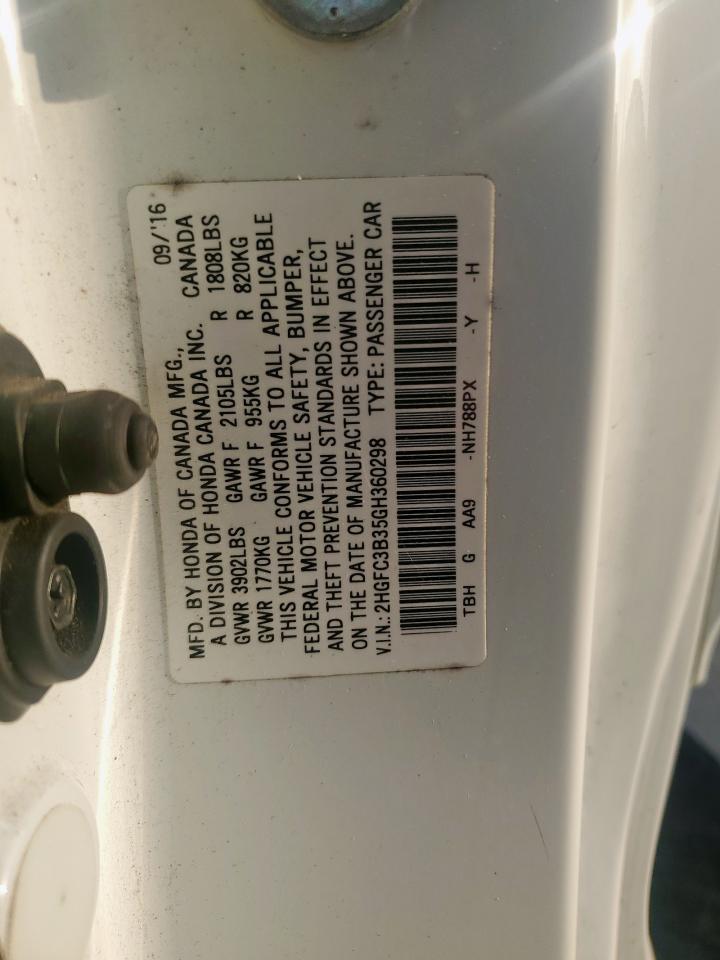 MFD. BY HONDA OF CANADA MFG., 09/'16
A DIVISION OF HONDA CANADA INC. CANADA
GVWR 3902LBS GAWR F 2105LBS R 1808LBS
GVWR 1770KG GAWR F 955KG R 820KG
THIS VEHICLE CONFORMS TO ALL APPLICABLE
FEDERAL MOTOR VEHICLE SAFETY, BUMPER,
AND THEFT PREVENTION STANDARDS IN EFFECT
ON THE DATE OF MANUFACTURE SHOWN ABOVE.
V.I.N.: 2HGFC3B35GH360298 TYPE: PASSENGER CAR
TBH G AA9 -NH788PX -Y -H